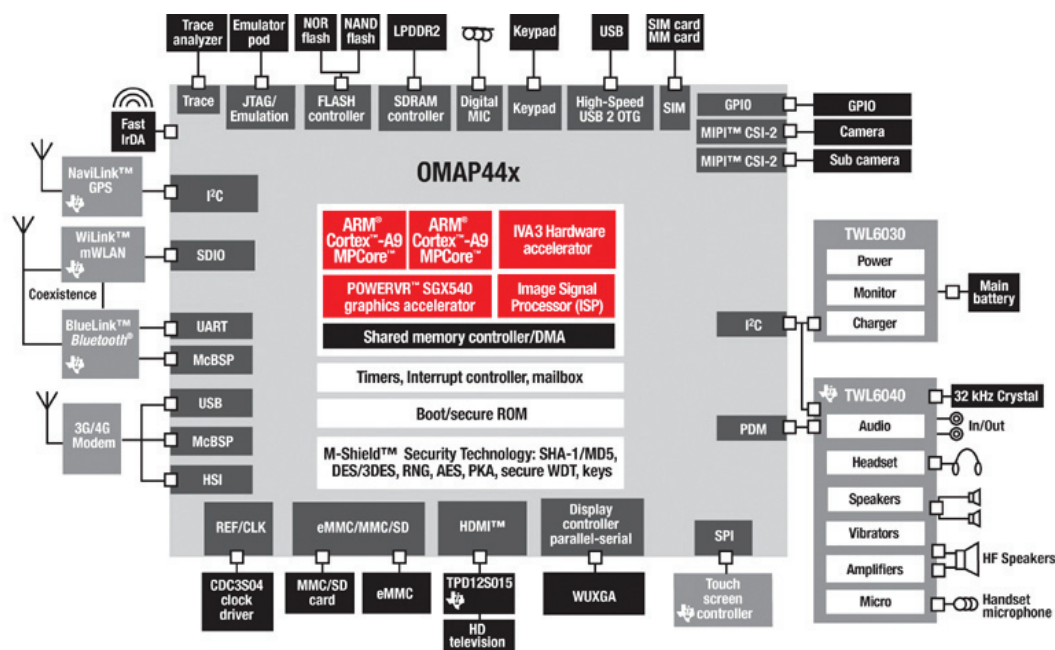 Trace
analyzer
Emulator
pod
NOR
flash
NAND
flash
LPDDR2
Keypad
USB
SIM card
MM card
Trace
JTAG/
Emulation
FLASH
controller
SDRAM
controller
Digital
MIC
Keypad
High-Speed
USB 2 OTG
SIM
GPIO
GPIO
MIPI™ CSI-2
Camera
MIPI™ CSI-2
Sub camera
Fast
IrDA
NaviLink™
GPS
I²C
WiLink™
mWLAN
SDIO
Coexistence
BlueLink™
Bluetooth®
UART
McBSP
3G/4G
Modem
USB
McBSP
HSI
OMAP44x
ARM®
Cortex™-A9
MPCore™
ARM®
Cortex™-A9
MPCore™
IVA3 Hardware
accelerator
POWERVR™ SGX540
graphics accelerator
Image Signal
Processor (ISP)
Shared memory controller/DMA
Timers, Interrupt controller, mailbox
Boot/secure ROM
M-Shield™ Security Technology: SHA-1/MD5,
DES/3DES, RNG, AES, PKA, secure WDT, keys
I²C
PDM
TWL6030
Power
Monitor
Charger
Main
battery
TWL6040
32 kHz Crystal
Audio
In/Out
Headset
Speakers
Vibrators
Amplifiers
HF Speakers
Micro
Handset
microphone
REF/CLK
eMMC/MMC/SD
HDMI™
Display
controller
parallel-serial
SPI
CDC3S04
clock
driver
MMC/SD
card
eMMC
TPD12S015
HD
television
WUXGA
Touch
screen
controller